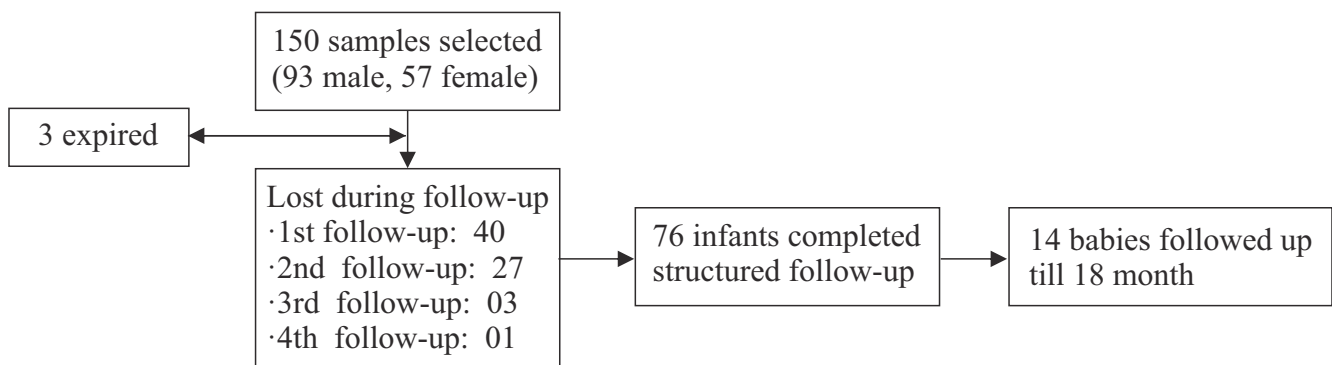 150 samples selected
(93 male, 57 female)
3 expired
Lost during follow-up
·1st follow-up: 40
·2nd follow-up: 27
·3rd follow-up: 03
·4th follow-up: 01
76 infants completed
structured follow-up
14 babies followed up
till 18 month